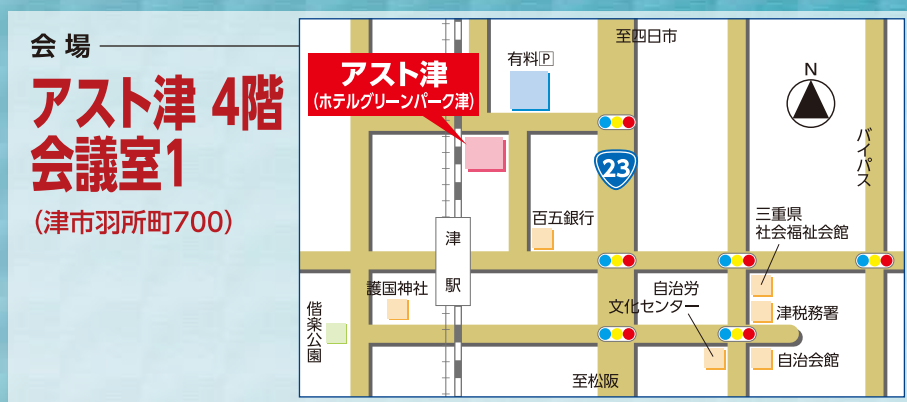 会場
アスト津 4階
会議室1
（津市羽所町700）
アスト津
（ホテルグリーンパーク津）
有料P
至四日市
N
23
バイパス
百五銀行
三重県
社会福祉会館
津駅
護国神社
自治労
文化センター
津税務署
偕楽公園
自治会館
至松阪